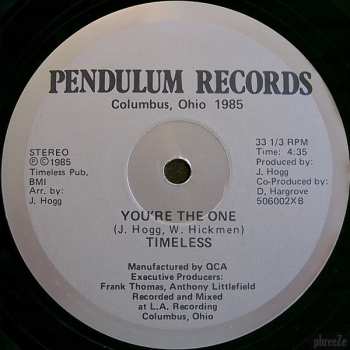 PENDULUM RECORDS
Columbus, Ohio 1985
STEREO
℗©1985
Timeless Pub,
BMI
Arr. by:
J. Hogg
33 1/3 RPM
Time: 4:35
Produced by:
J. Hogg
Co-Produced by:
D, Hargrove
506002XB
YOU'RE THE ONE
(J. Hogg, W. Hickmen)
TIMELESS
Manufactured by QCA
Executive Producers:
Frank Thomas, Anthony Littlefield
Recorded and Mixed
at L.A. Recording
Columbus, Ohio
phreeZe